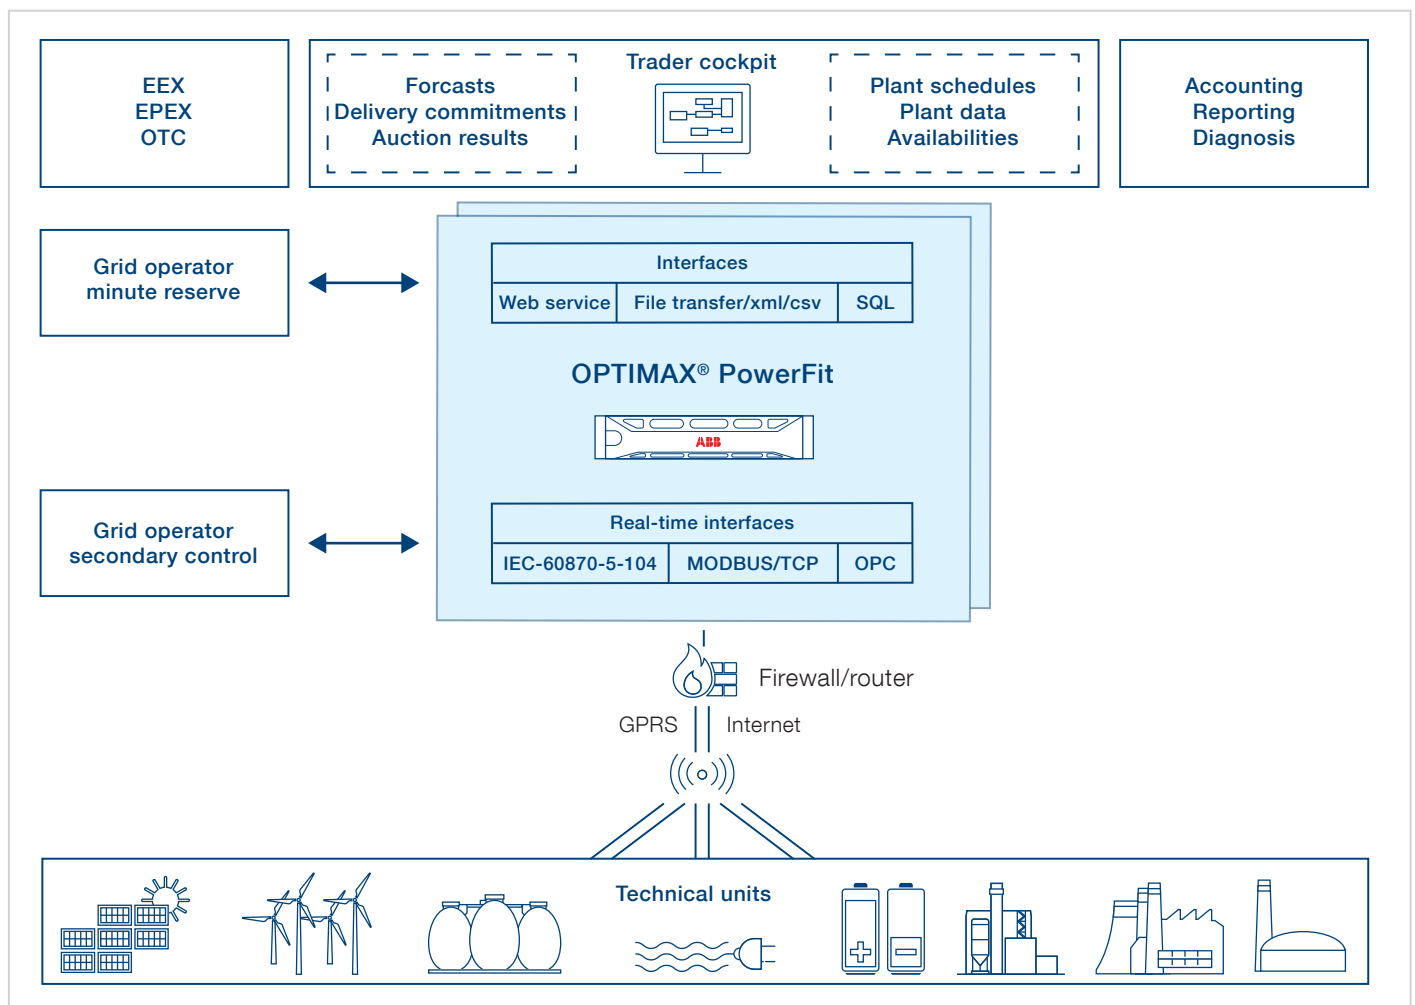 EEX
EPEX
OTC
Forcasts
Delivery commitments
Auction results
Trader cockpit
Plant schedules
Plant data
Availabilities
Accounting
Reporting
Diagnosis
Grid operator
minute reserve
Interfaces
Web service
File transfer/xml/csv
SQL
OPTIMAX® PowerFit
ABB
Grid operator
secondary control
Real-time interfaces
IEC-60870-5-104
MODBUS/TCP
OPC
Firewall/router
GPRS
Internet
Technical units